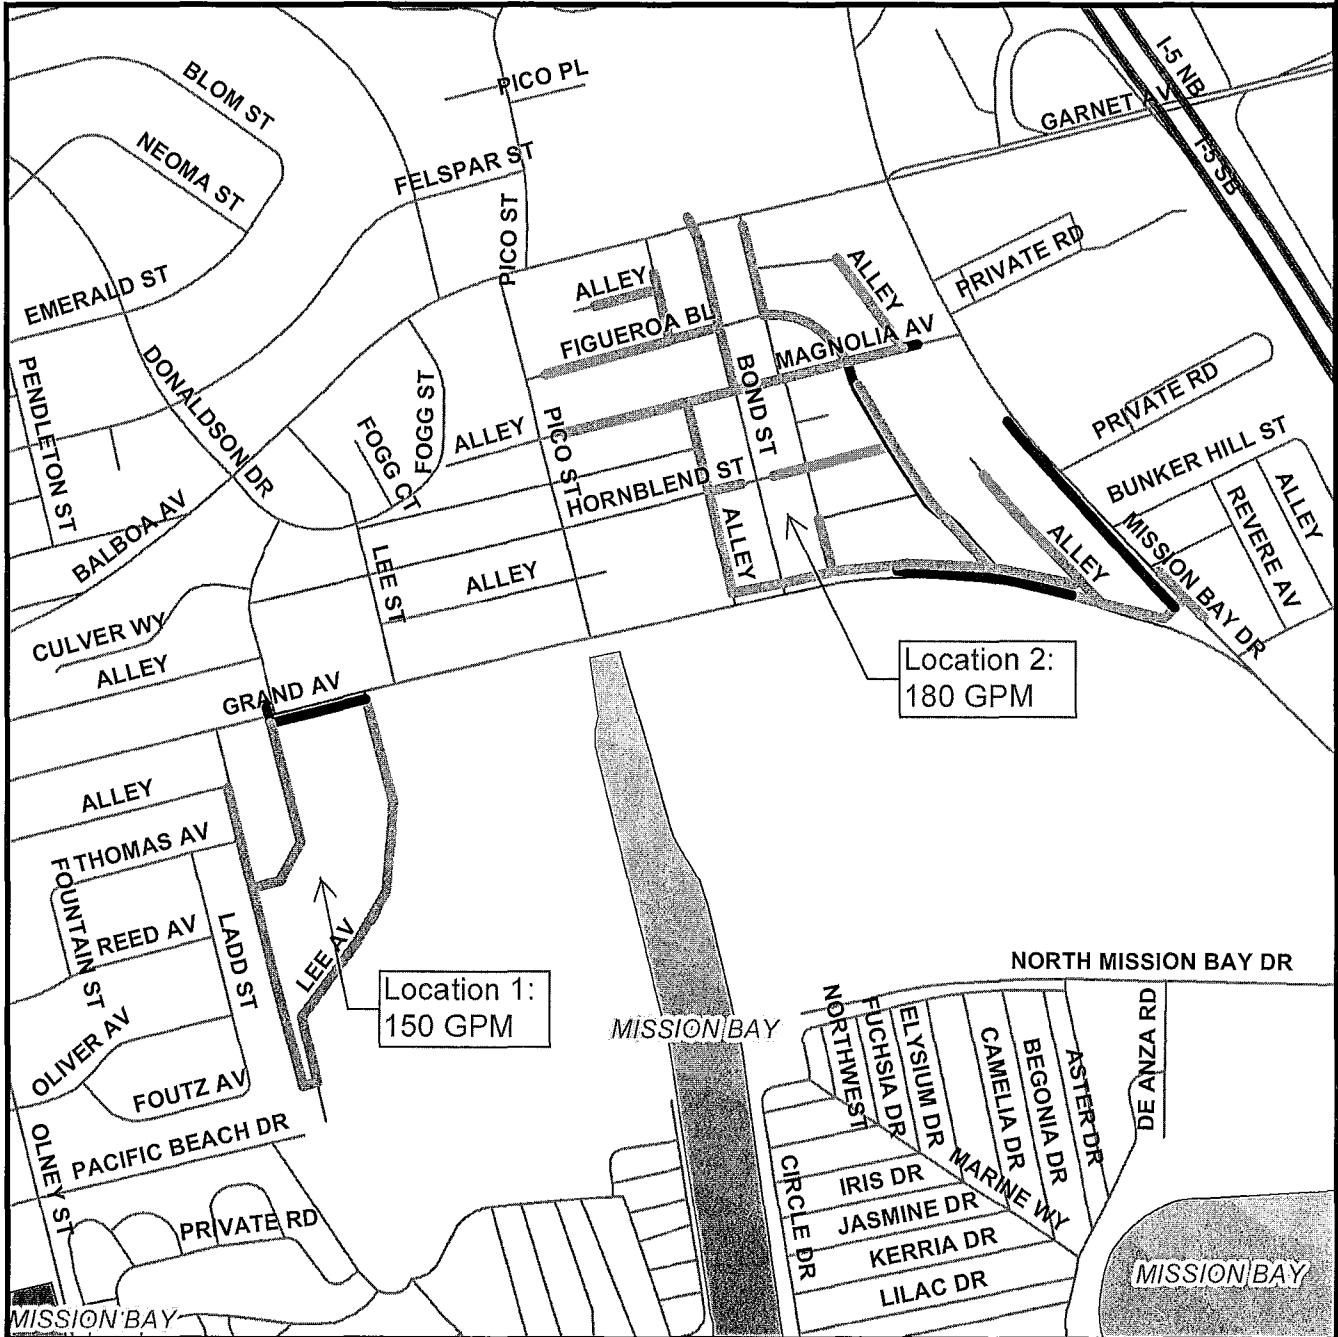 BLOM ST
PICO PL
I-5 NB
GARNET AV
NEOMA ST
FELSPAR ST
I-5 SB
PICO ST
PRIVATE RD
ALLEY
ALLEY
EMERALD ST
FIGUEROA BL
MAGNOLIA AV
PENDLETON ST
DONALDSON DR
BOND ST
PRIVATE RD
FOGG ST
FOGG CT
ALLEY
PICO ST
BUNKER HILL ST
HORNBLEND ST
ALLEY
REVERE AV
BALBOA AV
MISSION BAY DR
ALLEY
ALLEY
LEE ST
ALLEY
CULVER WY
ALLEY
Location 2:
180 GPM
GRAND AV
ALLEY
THOMAS AV
FOUNTAIN ST
REED AV
LADD ST
LEE AV
Location 1:
150 GPM
NORTH MISSION BAY DR
OLIVER AV
MISSION BAY
NORTHWEST
FUCHSIA DR
ELYSIUM DR
CAMELIA DR
BEGONIA DR
ASTER DR
DE ANZA RD
FOUTZ AV
OLNEY ST
PACIFIC BEACH DR
CIRCLE DR
IRIS DR
MARINE WY
JASMINE DR
PRIVATE RD
KERRIA DR
LILAC DR
MISSION BAY
MISSION BAY